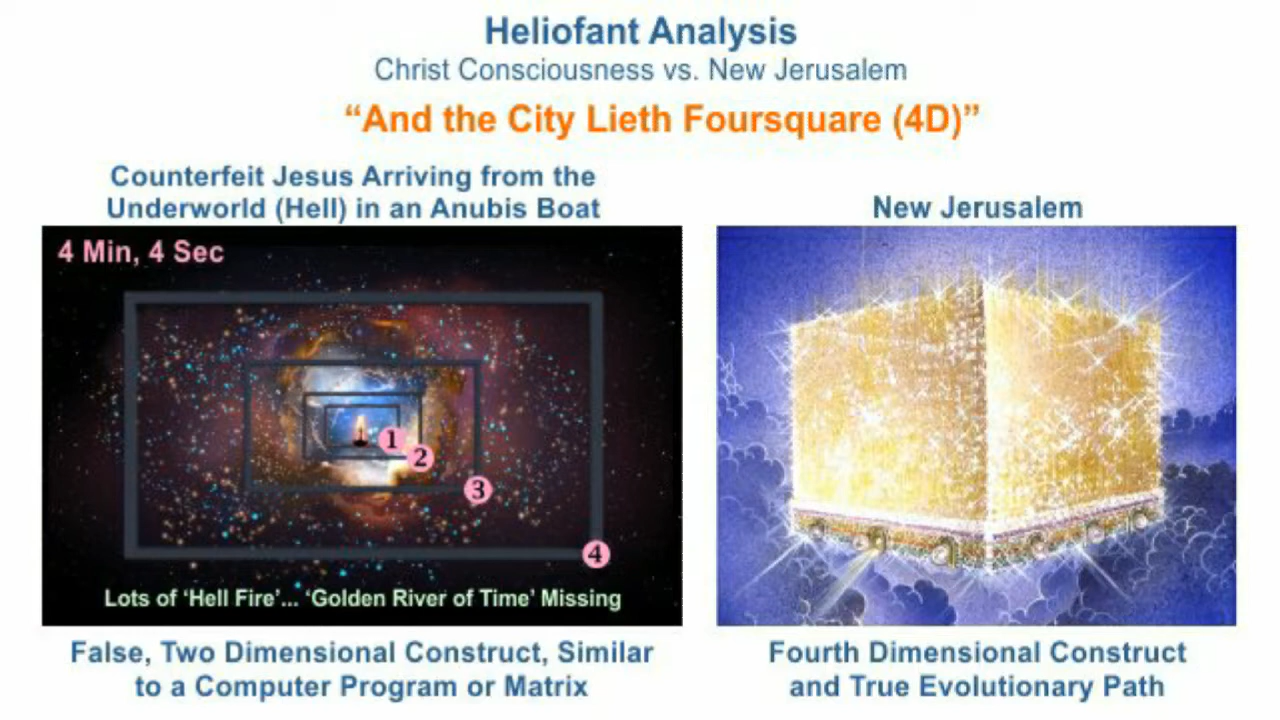 Heliofant Analysis
Christ Consciousness vs. New Jerusalem
“And the City Lieth Foursquare (4D)”
Counterfeit Jesus Arriving from the
Underworld (Hell) in an Anubis Boat
4 Min, 4 Sec
1
2
3
4
Lots of ‘Hell Fire’... ‘Golden River of Time’ Missing
False, Two Dimensional Construct, Similar
to a Computer Program or Matrix
New Jerusalem
Fourth Dimensional Construct
and True Evolutionary Path